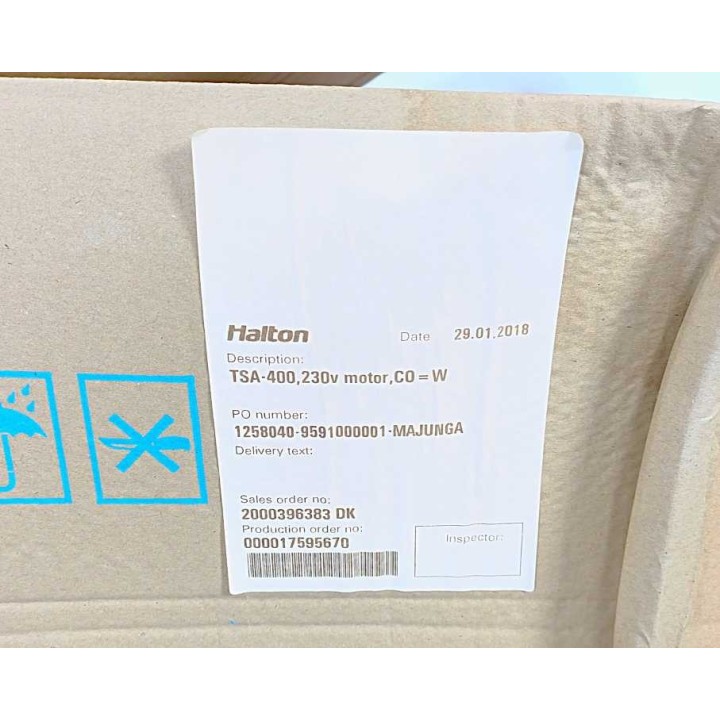 Halton
Date 29.01.2018
Description:
TSA-400,230v motor,CO=W
PO number:
1258040-9591000001-MAJUNGA
Delivery text:
Sales order no:
2000396383 DK
Production order no:
000017595670
Inspector: